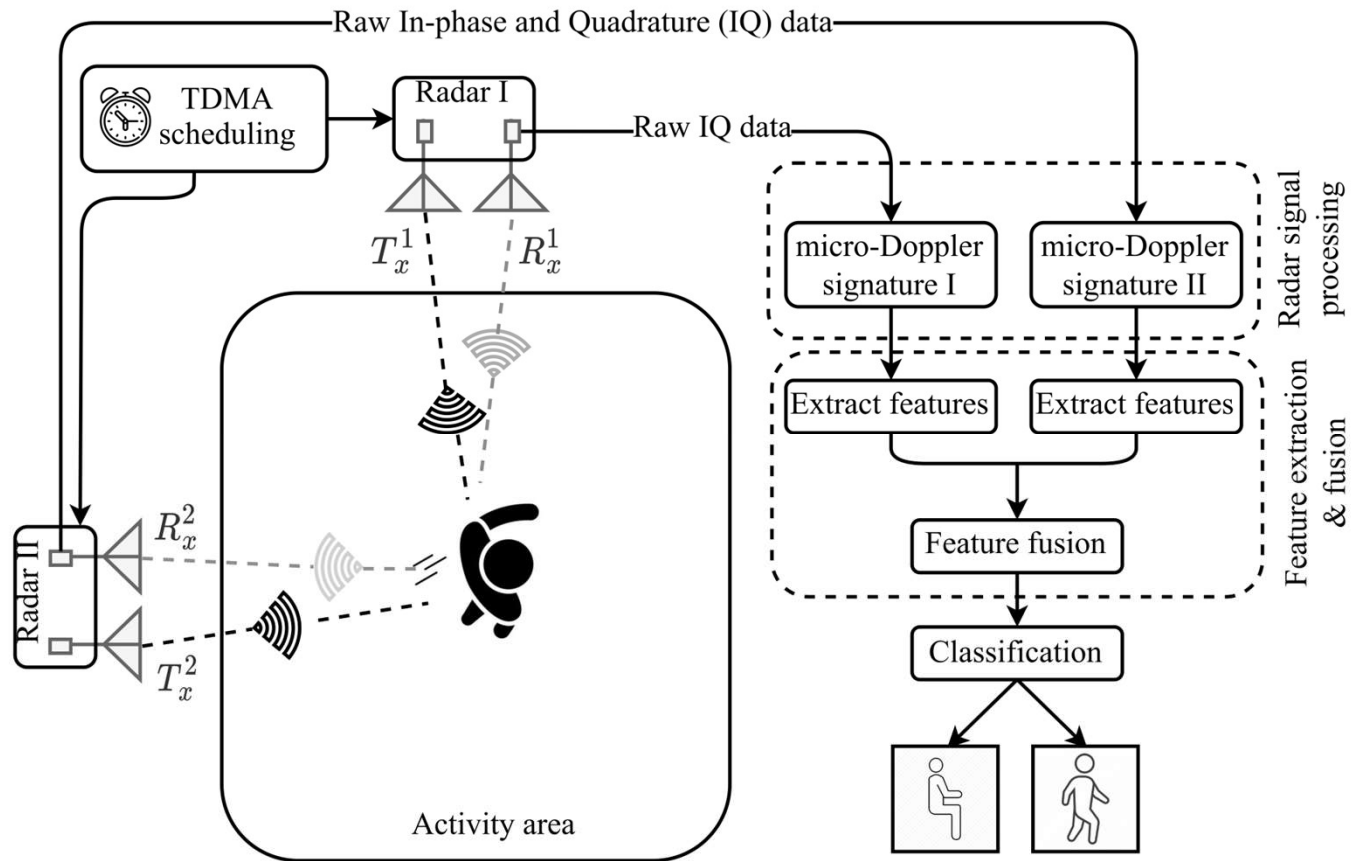 Raw In-phase and Quadrature (IQ) data
TDMA
scheduling
Radar I
Raw IQ data
$T_x^1$
$R_x^1$
micro-Doppler
signature I
micro-Doppler
signature II
Radar signal
processing
Extract features
Extract features
Feature extraction
& fusion
Feature fusion
Radar II
$R_x^2$
$T_x^2$
Classification
Activity area